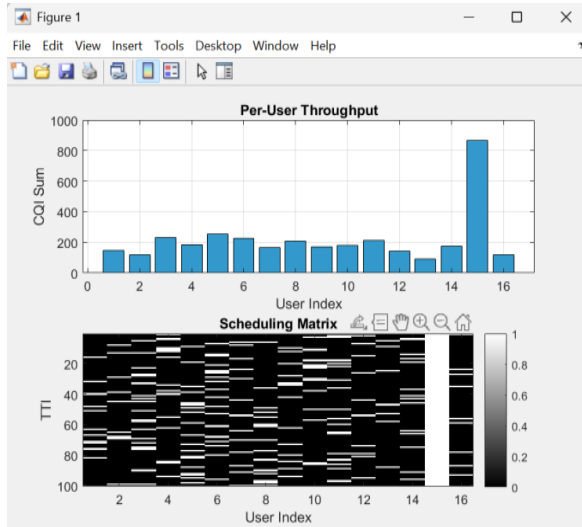 Figure 1
File Edit View Insert Tools Desktop Window Help
Per-User Throughput
1000
800
600
400
200
0
CQI Sum
0 2 4 6 8 10 12 14 16
User Index
Scheduling Matrix
20
40
60
80
100
TTI
2 4 6 8 10 12 14 16
User Index
1
0.8
0.6
0.4
0.2
0